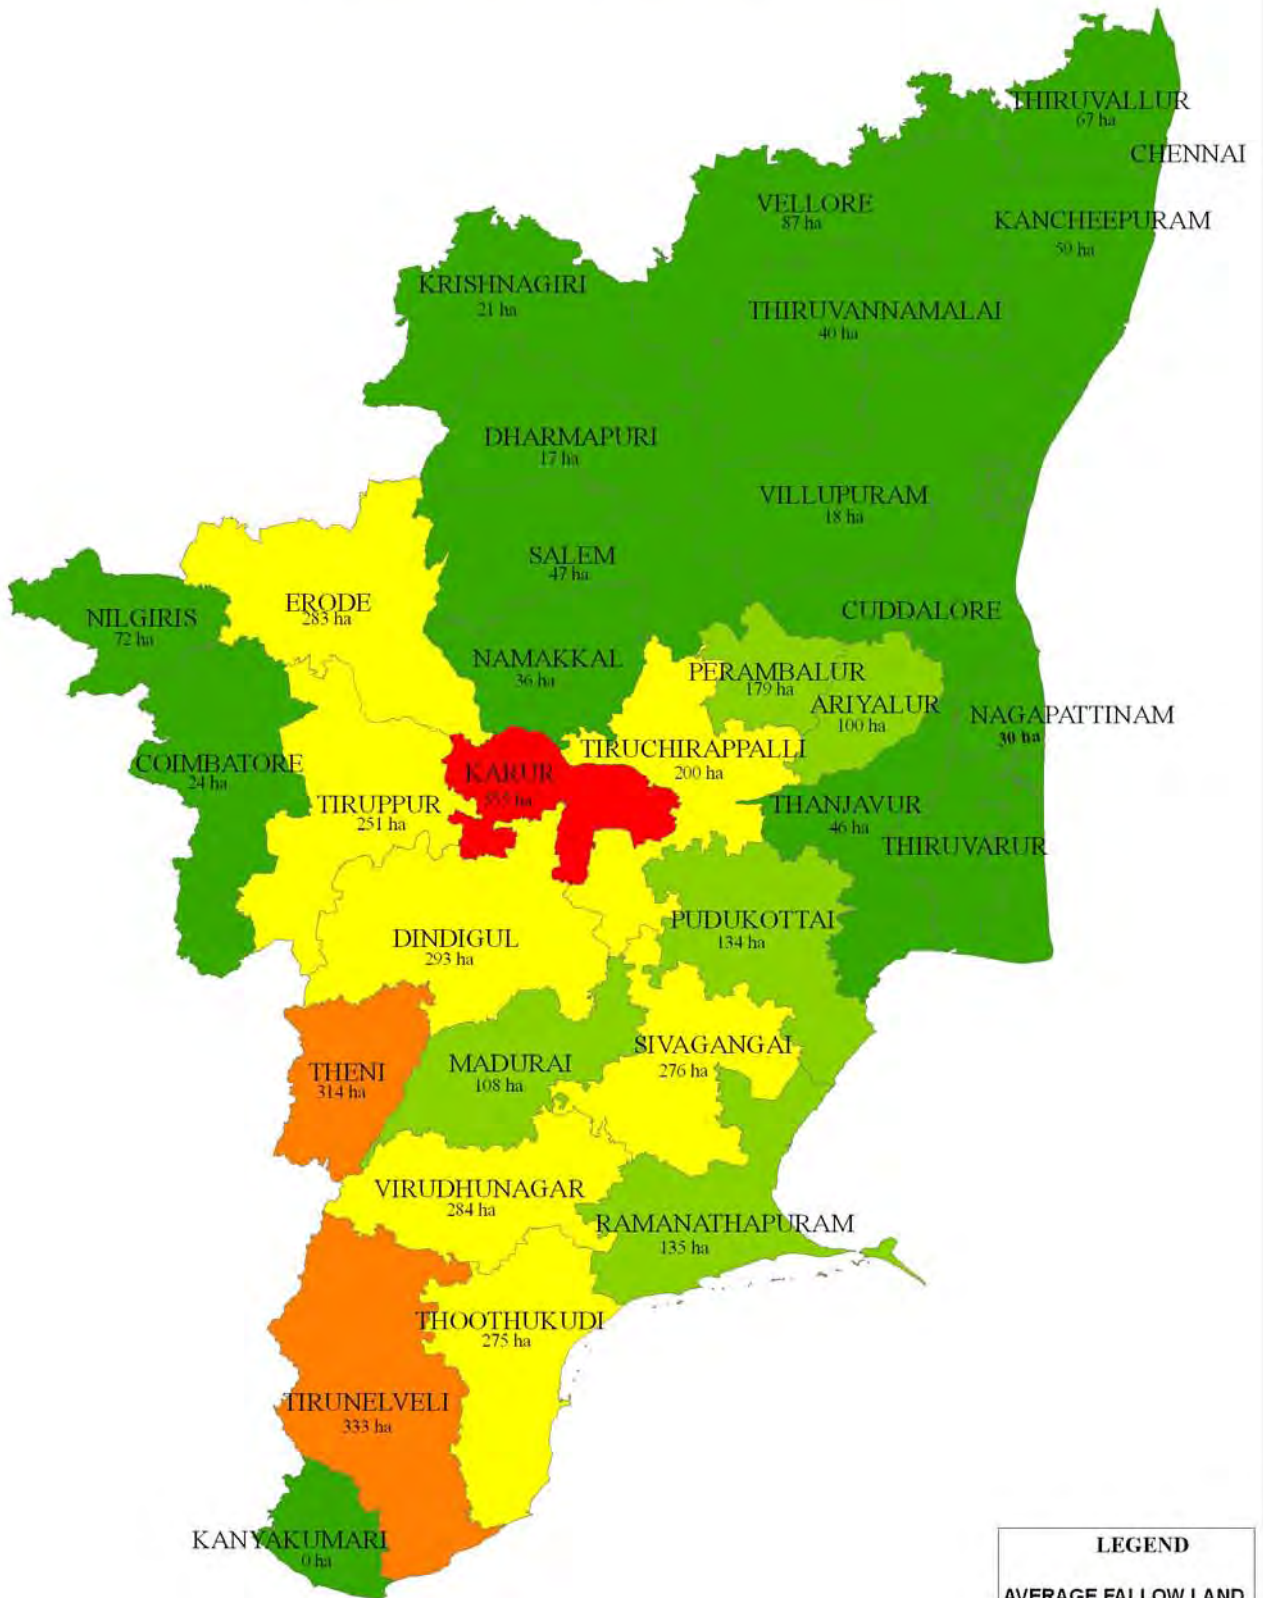 THIRUVALLUR
67 ha
CHENNAI
VELLORE
87 ha
KANCHEEPURAM
50 ha
KRISHNAGIRI
21 ha
THIRUVANNAMALAI
40 ha
DHARMAPURI
17 ha
VILLUPURAM
18 ha
SALEM
47 ha
ERODE
283 ha
NILGIRIS
72 ha
CUDDALORE
NAMAKKAL
36 ha
PERAMBALUR
179 ha
ARIYALUR
100 ha
NAGAPATTINAM
30 ha
TIRUCHIRAPPALLI
200 ha
COIMBATORE
24 ha
KARUR
555 ha
TIRUPPUR
251 ha
THANJAVUR
46 ha
THIRUVARUR
PUDUKOTTAI
134 ha
DINDIGUL
293 ha
SIVAGANGAI
276 ha
MADURAI
108 ha
THENI
314 ha
VIRUDHUNAGAR
284 ha
RAMANATHAPURAM
135 ha
THOOTHUKUDI
275 ha
TIRUNELVELI
333 ha
KANYAKUMARI
0 ha
LEGEND
AVERAGE FALLOW LAND